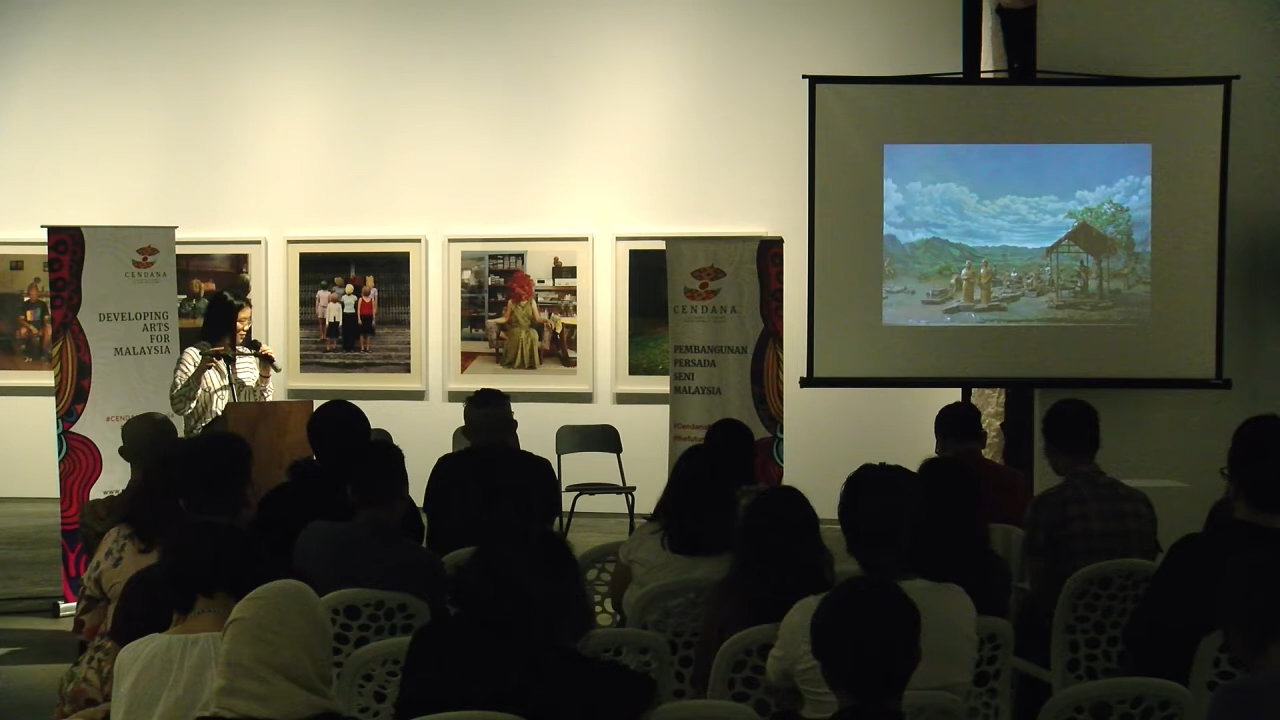 CENDANA
DEVELOPING
ARTS
FOR
MALAYSIA
CENDANA
PEMBANGUNAN
PERSADA
SENI
MALAYSIA